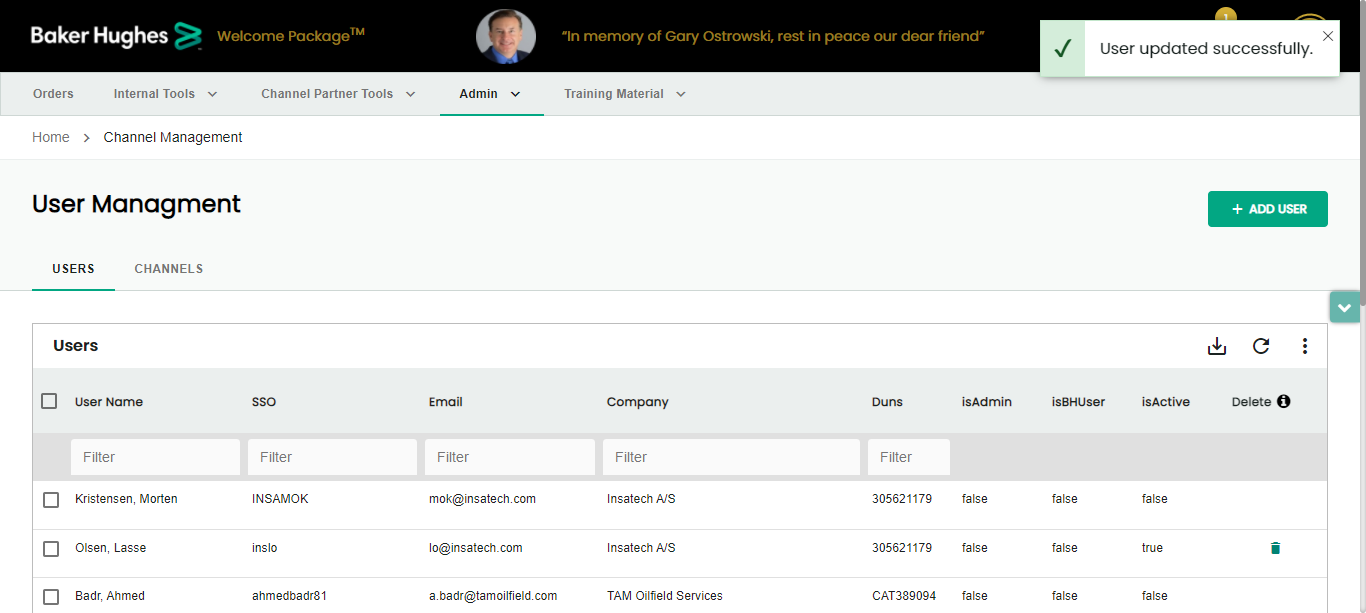 Baker Hughes Welcome Package™ “In memory of Gary Ostrowski, rest in peace our dear friend” 1
User updated successfully.
Orders Internal Tools Channel Partner Tools Admin Training Material
Home > Channel Management
User Managment
+ ADD USER
USERS CHANNELS
Users
User Name SSO Email Company Duns isAdmin isBHUser isActive Delete
Filter Filter Filter Filter Filter
Kristensen, Morten INSAMOK mok@insatech.com Insatech A/S 305621179 false false false
Olsen, Lasse inslo lo@insatech.com Insatech A/S 305621179 false false true
Badr, Ahmed ahmedbadr81 a.badr@tamoilfield.com TAM Oilfield Services CAT389094 false false false